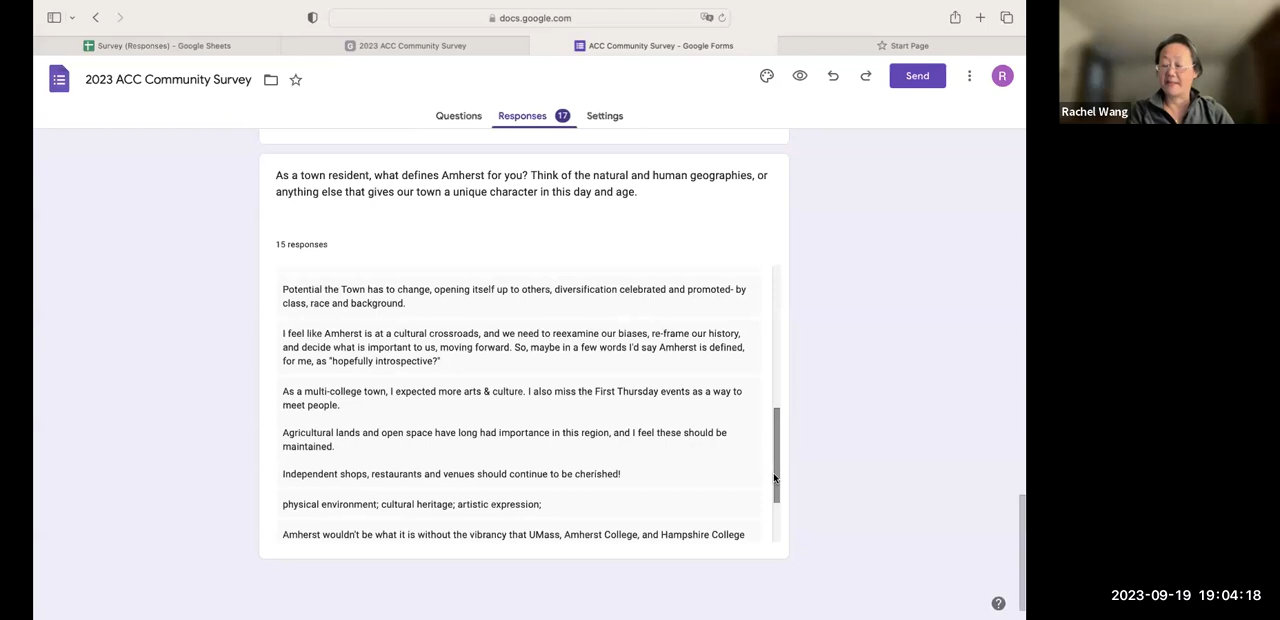 docs.google.com
Survey (Responses) - Google Sheets
2023 ACC Community Survey
ACC Community Survey - Google Forms
Start Page
2023 ACC Community Survey
Send
R
Questions
Responses 17
Settings
Rachel Wang
As a town resident, what defines Amherst for you? Think of the natural and human geographies, or
anything else that gives our town a unique character in this day and age.
15 responses
Potential the Town has to change, opening itself up to others, diversification celebrated and promoted- by
class, race and background.
I feel like Amherst is at a cultural crossroads, and we need to reexamine our biases, re-frame our history,
and decide what is important to us, moving forward. So, maybe in a few words I'd say Amherst is defined,
for me, as "hopefully introspective?"
As a multi-college town, I expected more arts & culture. I also miss the First Thursday events as a way to
meet people.
Agricultural lands and open space have long had importance in this region, and I feel these should be
maintained.
Independent shops, restaurants and venues should continue to be cherished!
physical environment; cultural heritage; artistic expression;
Amherst wouldn't be what it is without the vibrancy that UMass, Amherst College, and Hampshire College
2023-09-19 19:04:18